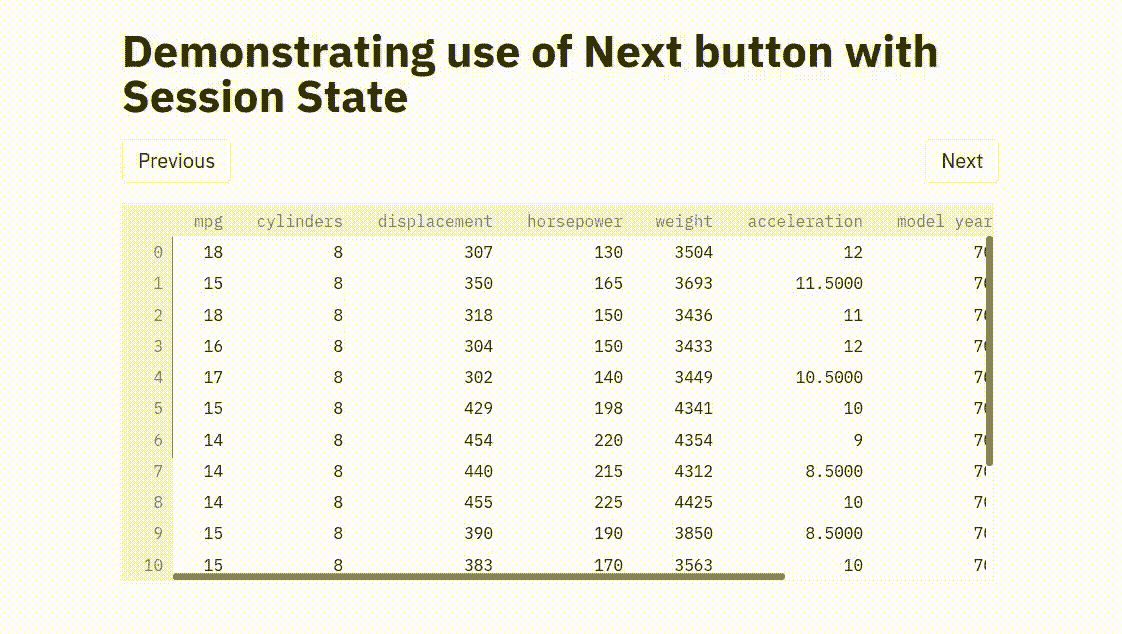 Demonstrating use of Next button with
Session State
Previous Next
mpg cylinders displacement horsepower weight acceleration model year
0 18 8 307 130 3504 12 70
1 15 8 350 165 3693 11.5000 70
2 18 8 318 150 3436 11 70
3 16 8 304 150 3433 12 70
4 17 8 302 140 3449 10.5000 70
5 15 8 429 198 4341 10 70
6 14 8 454 220 4354 9 70
7 14 8 440 215 4312 8.5000 70
8 14 8 455 225 4425 10 70
9 15 8 390 190 3850 8.5000 70
10 15 8 383 170 3563 10 70